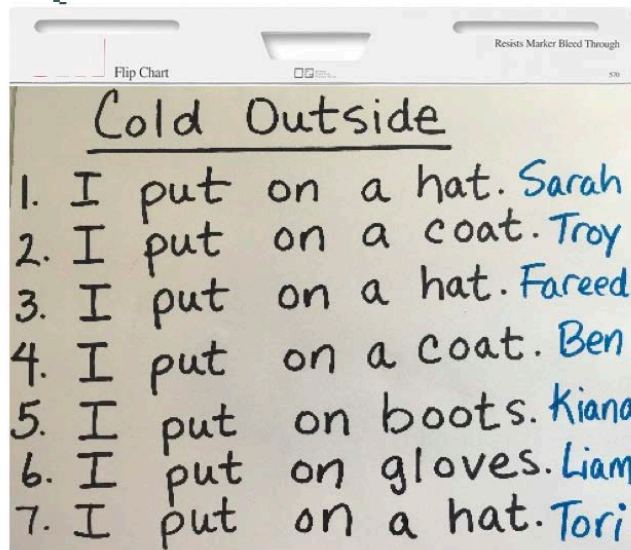 Resists Marker Bleed Through
Flip Chart
570
Cold Outside
1. I put on a hat. Sarah
2. I put on a coat. Troy
3. I put on a hat. Fareed
4. I put on a coat. Ben
5. I put on boots. Kiana
6. I put on gloves. Liam
7. I put on a hat. Tori